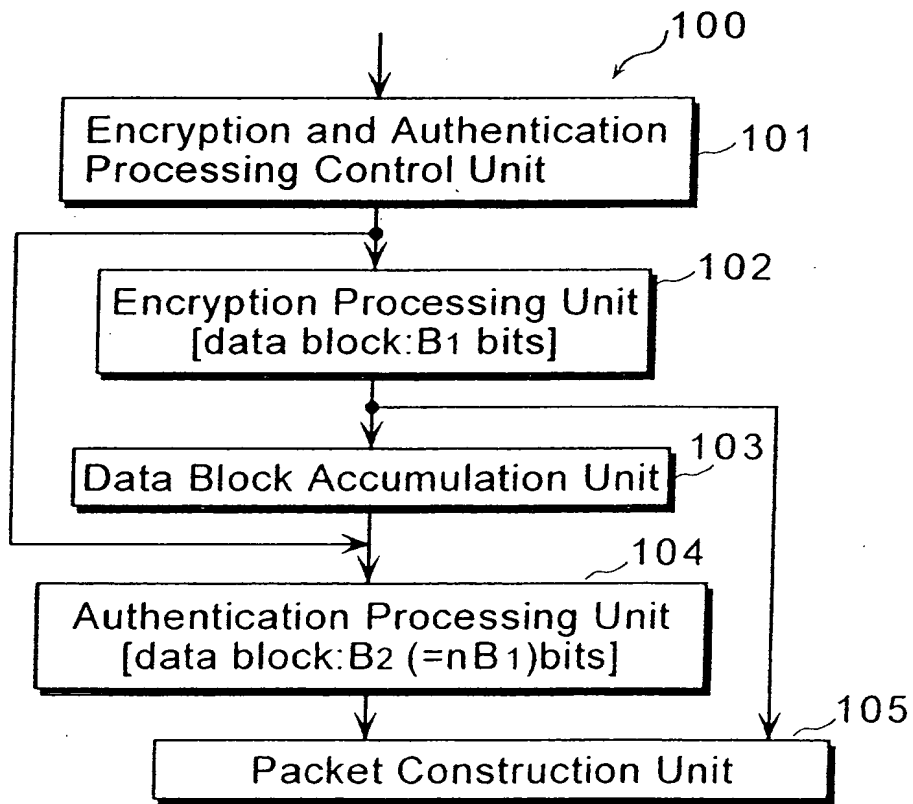 100
Encryption and Authentication
Processing Control Unit
101
102
Encryption Processing Unit
[data block:B1 bits]
103
Data Block Accumulation Unit
104
Authentication Processing Unit
[data block:B2 (=nB1)bits]
105
Packet Construction Unit